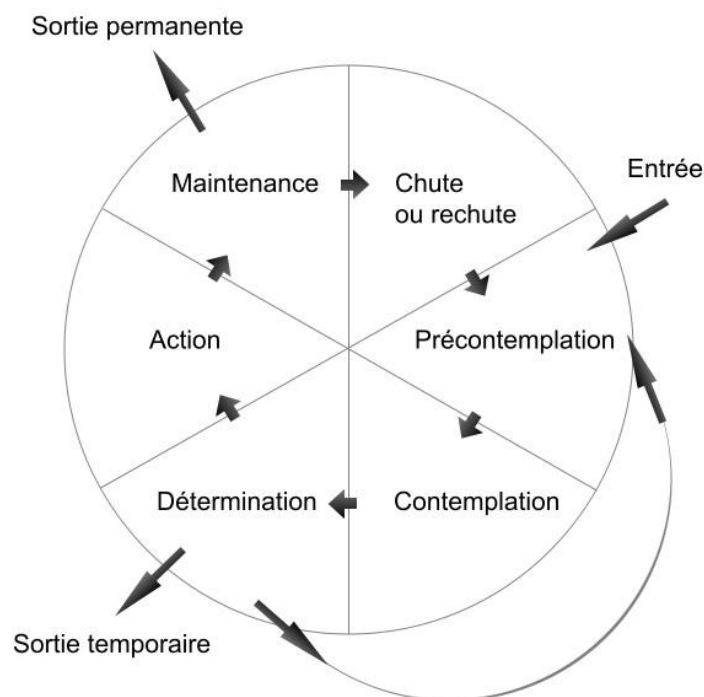 Sortie permanente
Entrée
Maintenance
Chute
ou rechute
Action
Précontemplation
Détermination
Contemplation
Sortie temporaire